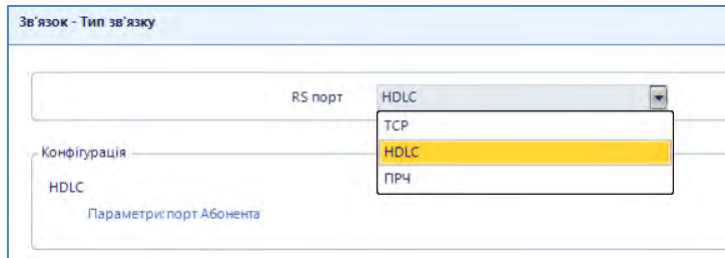 Зв'язок - Тип зв'язку
RS порт HDLC
TCP
HDLC
ПРЧ
Конфігурація
HDLC
Параметри: порт Абонента